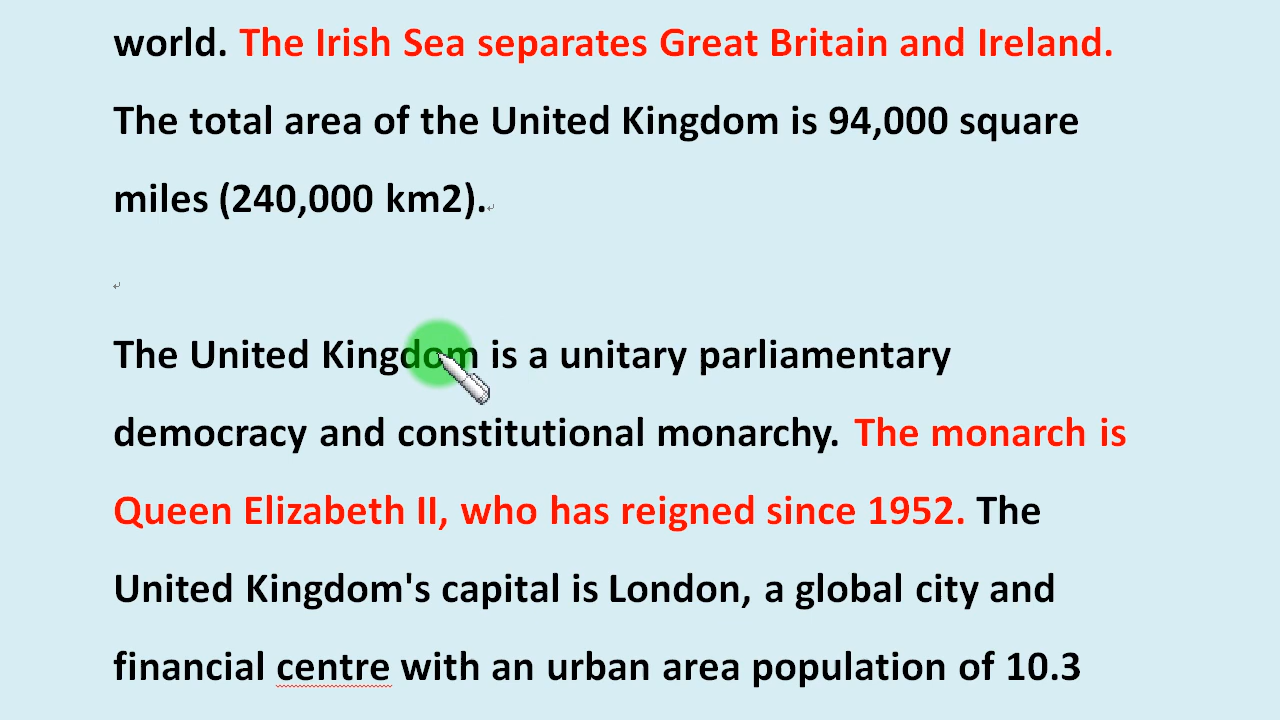 world. The Irish Sea separates Great Britain and Ireland.
The total area of the United Kingdom is 94,000 square
miles (240,000 km2).
The United Kingdom is a unitary parliamentary
democracy and constitutional monarchy. The monarch is
Queen Elizabeth II, who has reigned since 1952. The
United Kingdom's capital is London, a global city and
financial centre with an urban area population of 10.3